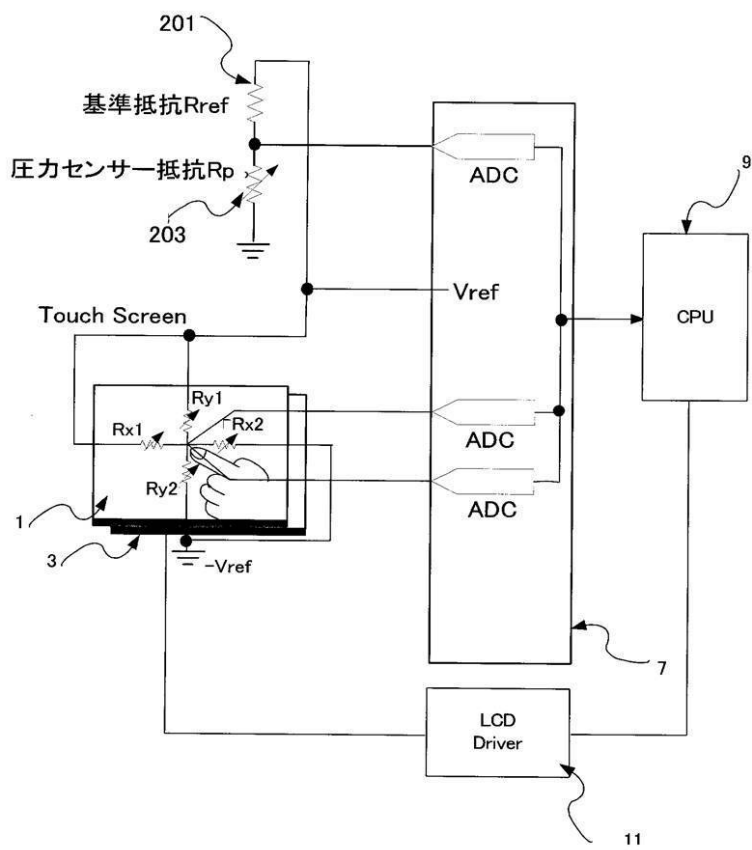 201
基準抵抗Rref
圧力センサー抵抗Rp
203
ADC
9
CPU
Vref
Touch Screen
Ry1
Rx1
Rx2
Ry2
ADC
ADC
1
3
-Vref
7
LCD
Driver
11